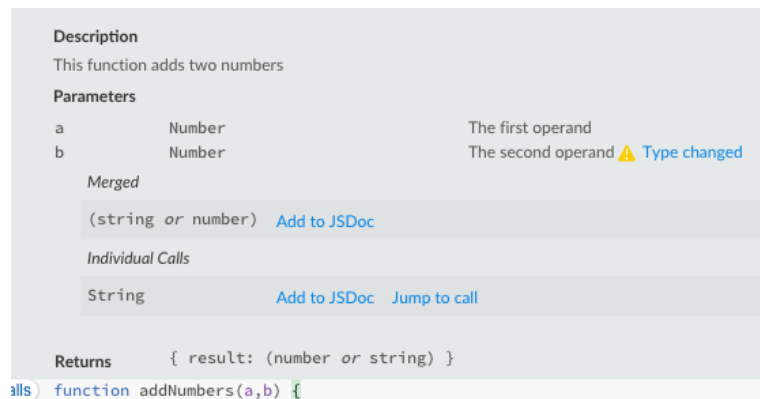 Description
This function adds two numbers
Parameters
a Number The first operand
b Number The second operand Type changed
Merged
(string or number) Add to JSDoc
Individual Calls
String Add to JSDoc Jump to call
Returns { result: (number or string) }
alls) function addNumbers(a,b) {